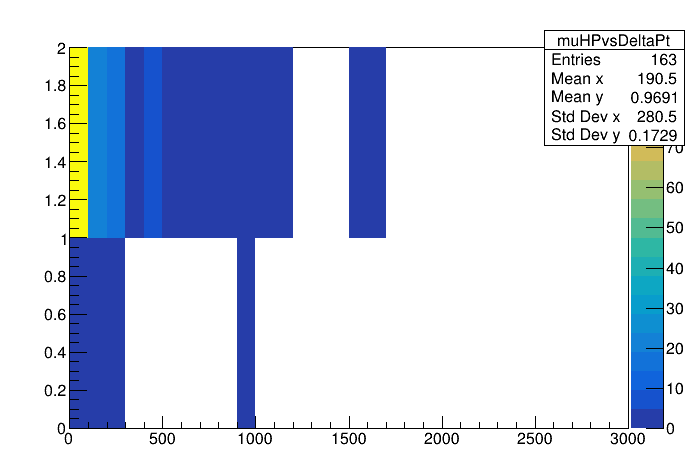 muHPvsDeltaPt
Entries 163
Mean x 190.5
Mean y 0.9691
Std Dev x 280.5
Std Dev y 0.1729
2
1.8
1.6
1.4
1.2
1
0.8
0.6
0.4
0.2
0
70
60
50
40
30
20
10
0
0 500 1000 1500 2000 2500 3000